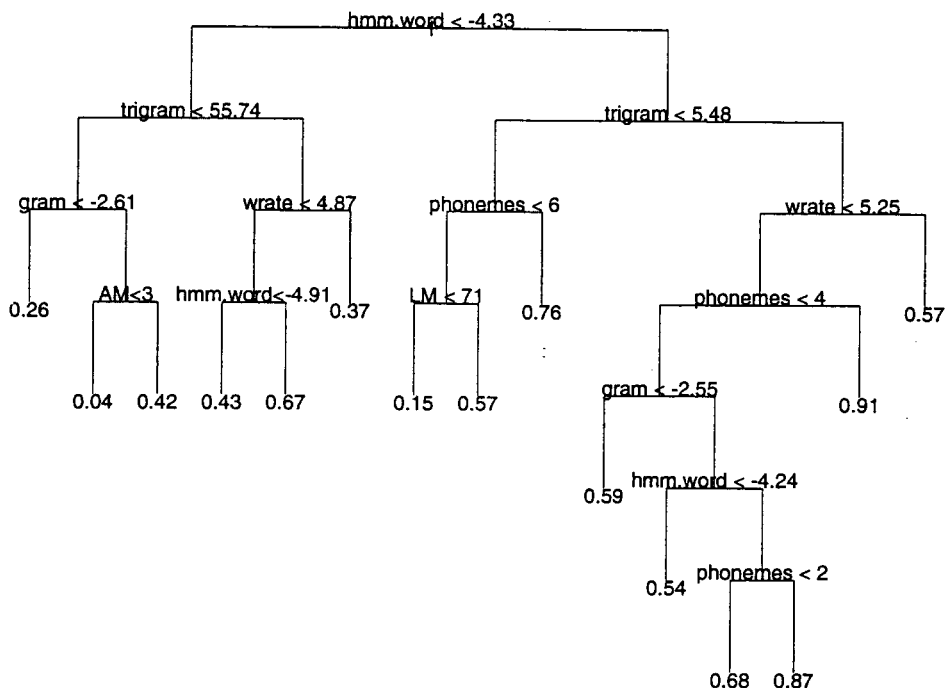 hmm.word < -4.33
trigram < 55.74 trigram < 5.48
gram < -2.61 wrate < 4.87 phonemes < 6 wrate < 5.25
0.26 AM<3 hmm.word<-4.91 0.37 LM < 71 0.76 phonemes < 4 0.57
0.04 0.42 0.43 0.67 0.15 0.57 gram < -2.55 0.91
0.59 hmm.word < -4.24
0.54 phonemes < 2
0.68 0.87